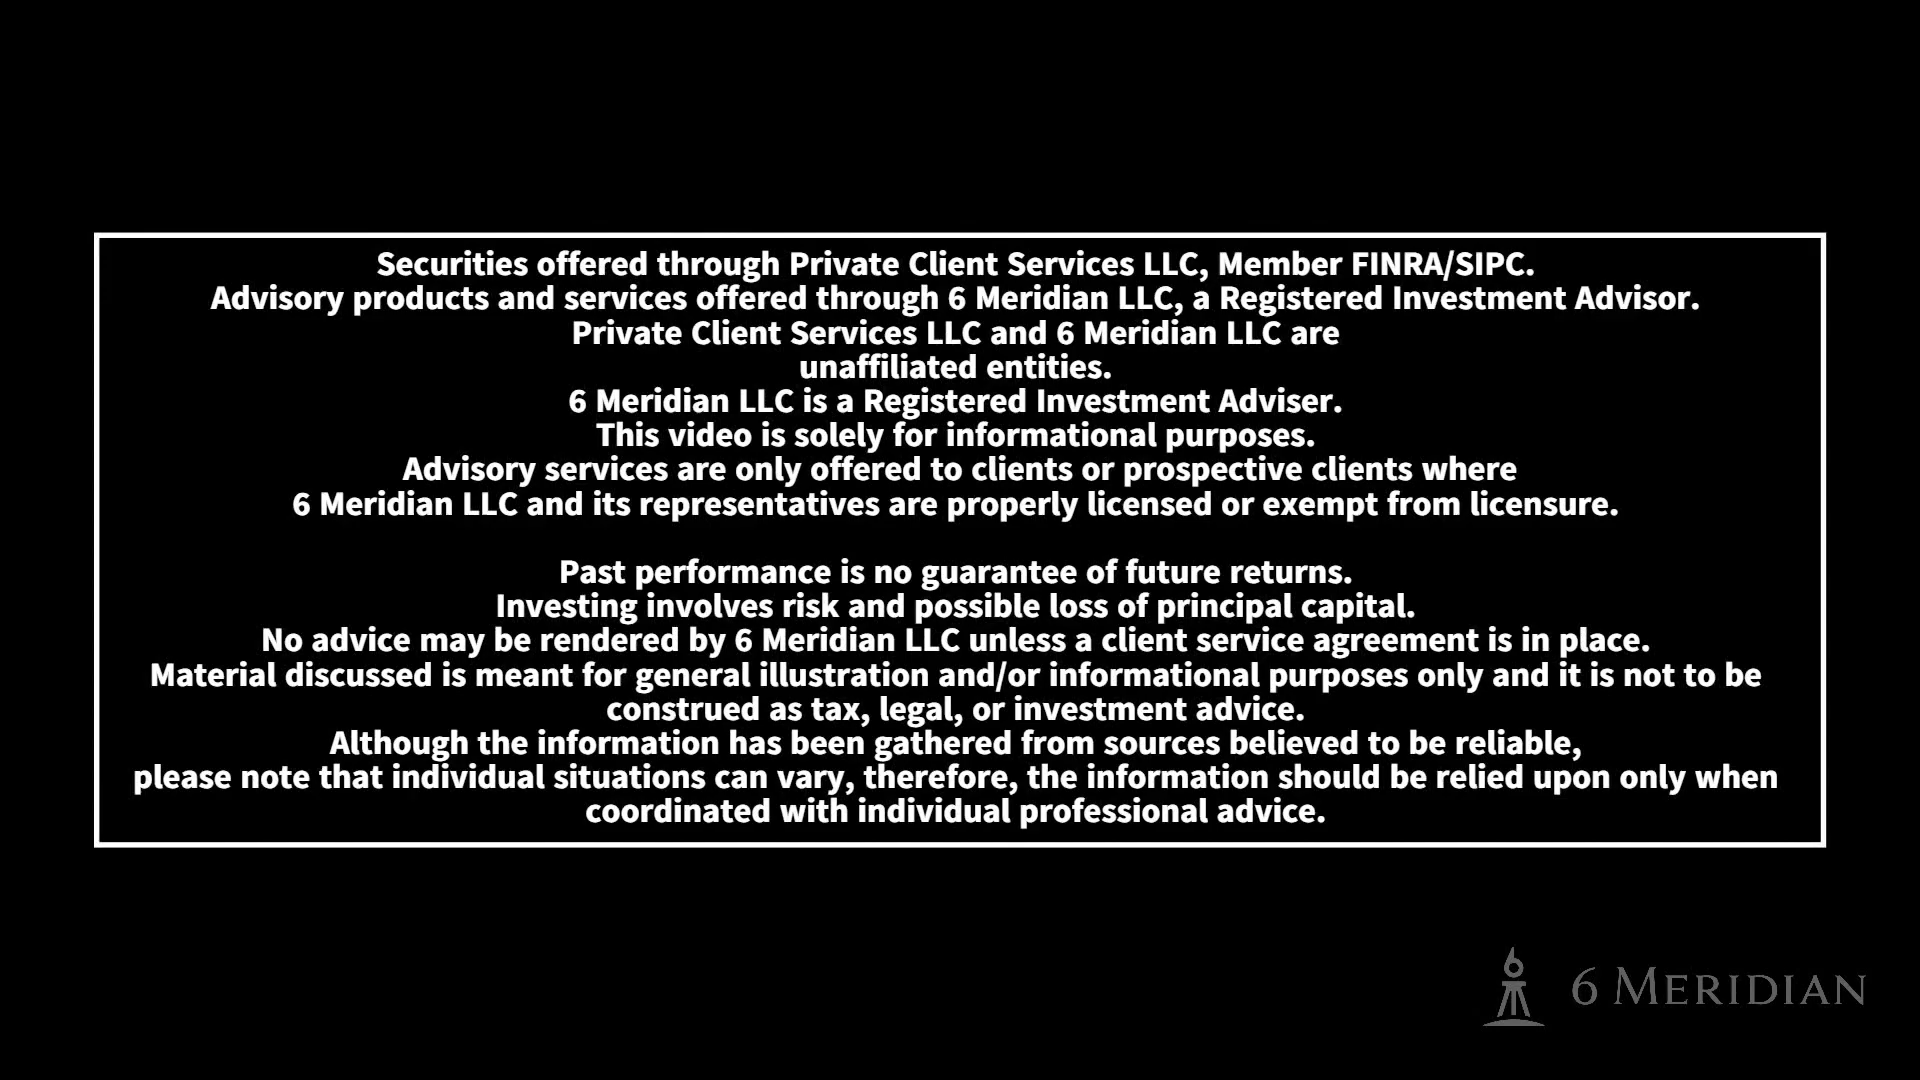 Securities offered through Private Client Services LLC, Member FINRA/SIPC.
Advisory products and services offered through 6 Meridian LLC, a Registered Investment Advisor.
Private Client Services LLC and 6 Meridian LLC are
unaffiliated entities.
6 Meridian LLC is a Registered Investment Adviser.
This video is solely for informational purposes.
Advisory services are only offered to clients or prospective clients where
6 Meridian LLC and its representatives are properly licensed or exempt from licensure.
Past performance is no guarantee of future returns.
Investing involves risk and possible loss of principal capital.
No advice may be rendered by 6 Meridian LLC unless a client service agreement is in place.
Material discussed is meant for general illustration and/or informational purposes only and it is not to be
construed as tax, legal, or investment advice.
Although the information has been gathered from sources believed to be reliable,
please note that individual situations can vary, therefore, the information should be relied upon only when
coordinated with individual professional advice.
6 MERIDIAN